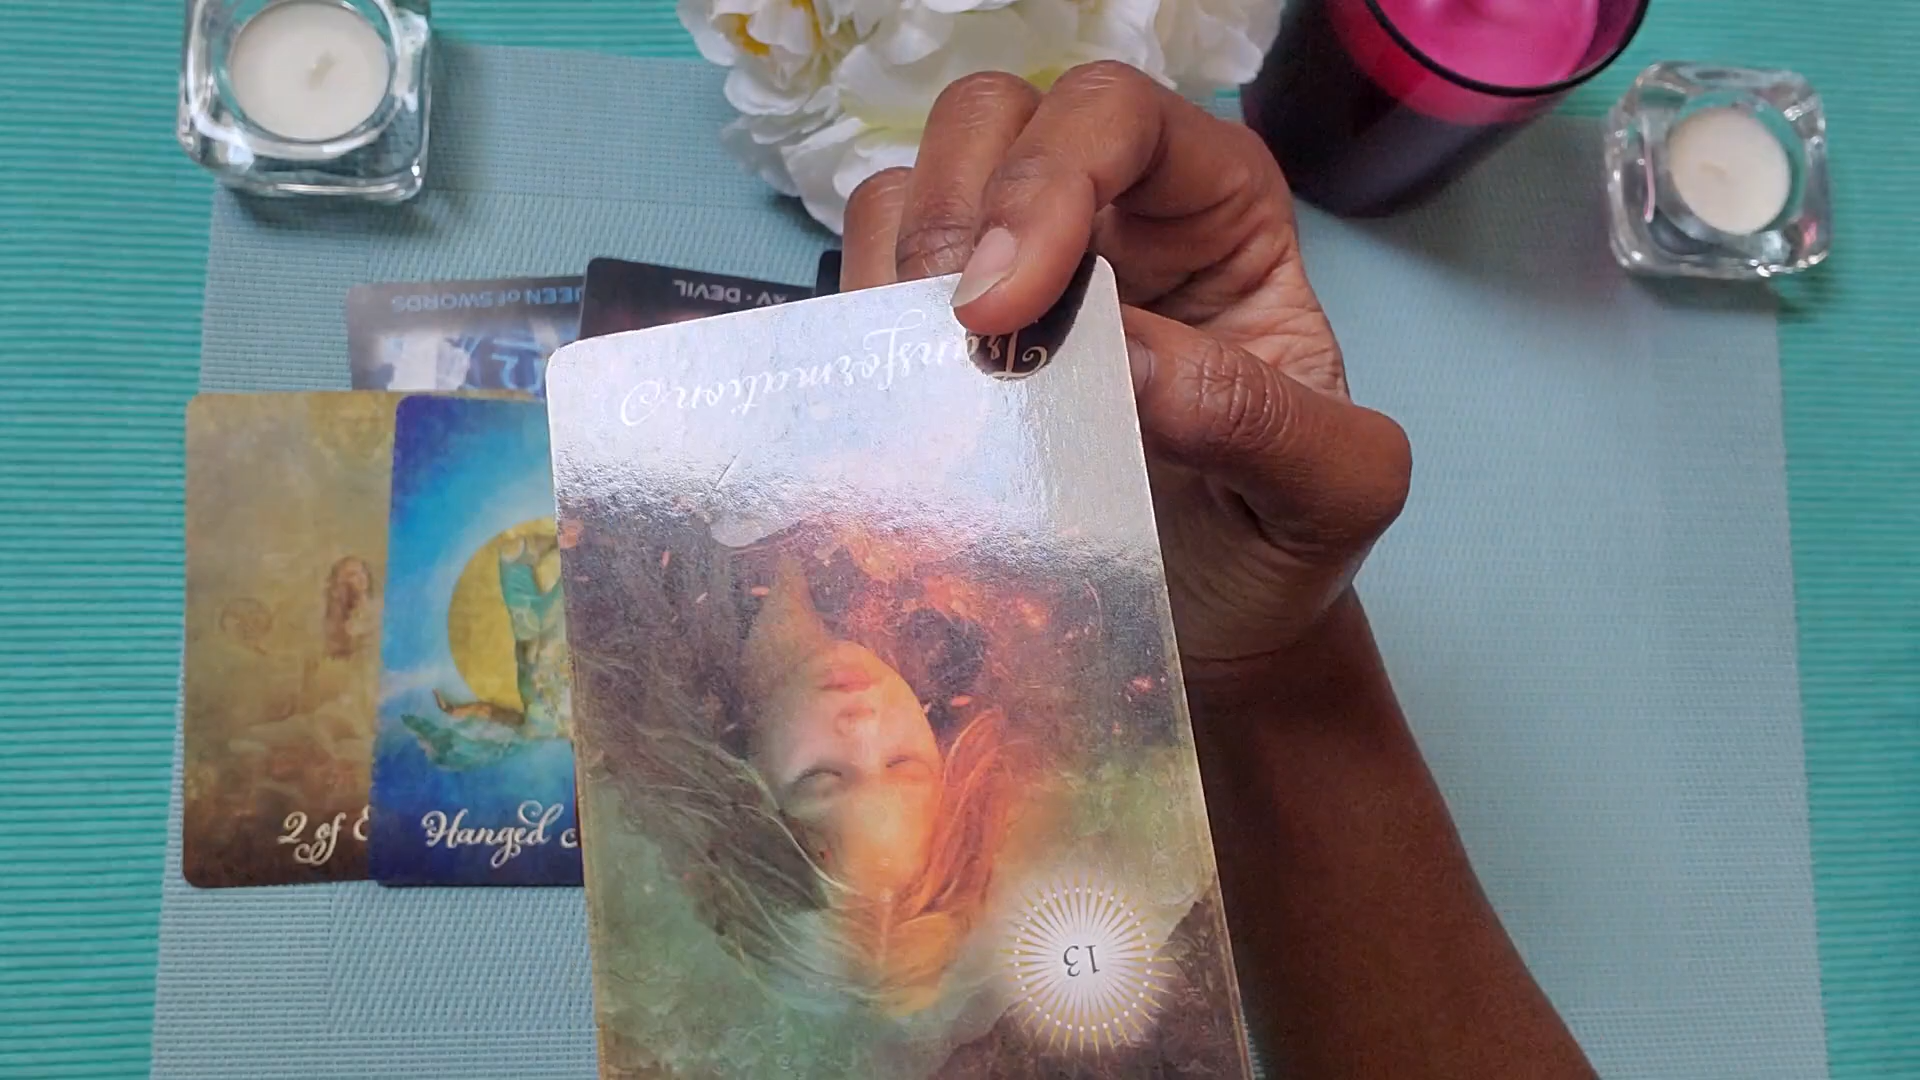 QUEEN of SWORDS
XV • DEVIL
Transformation
2 of
Hanged
13